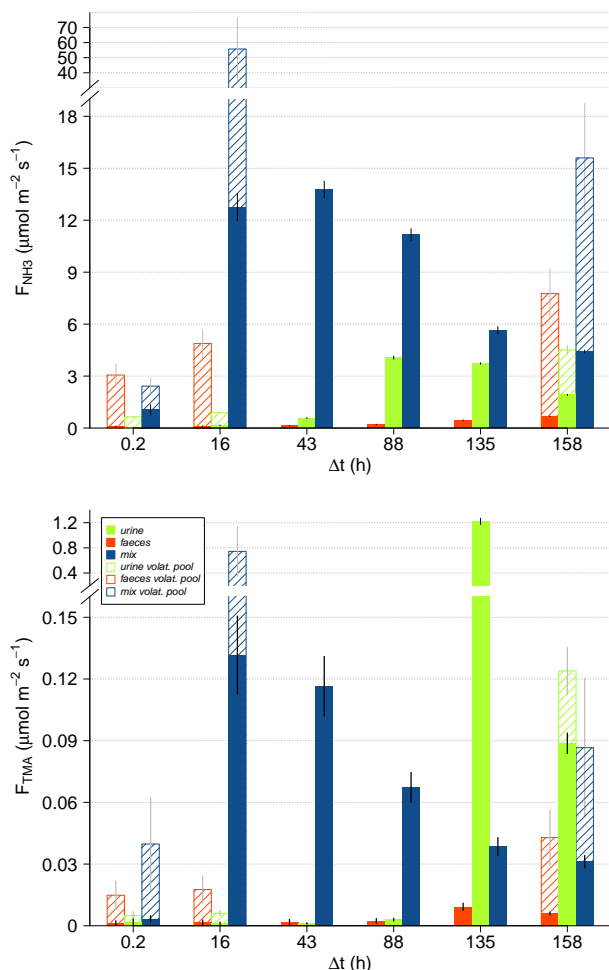 70
60
50
40
18
15
12
9
6
3
0
F_NH3 (μmol m⁻² s⁻¹)
0.2 16 43 88 135 158
Δt (h)
1.2
0.8
0.4
0.15
0.12
0.09
0.06
0.03
0
F_TMA (μmol m⁻² s⁻¹)
urine
faeces
mix
urine volat. pool
faeces volat. pool
mix volat. pool
0.2 16 43 88 135 158
Δt (h)